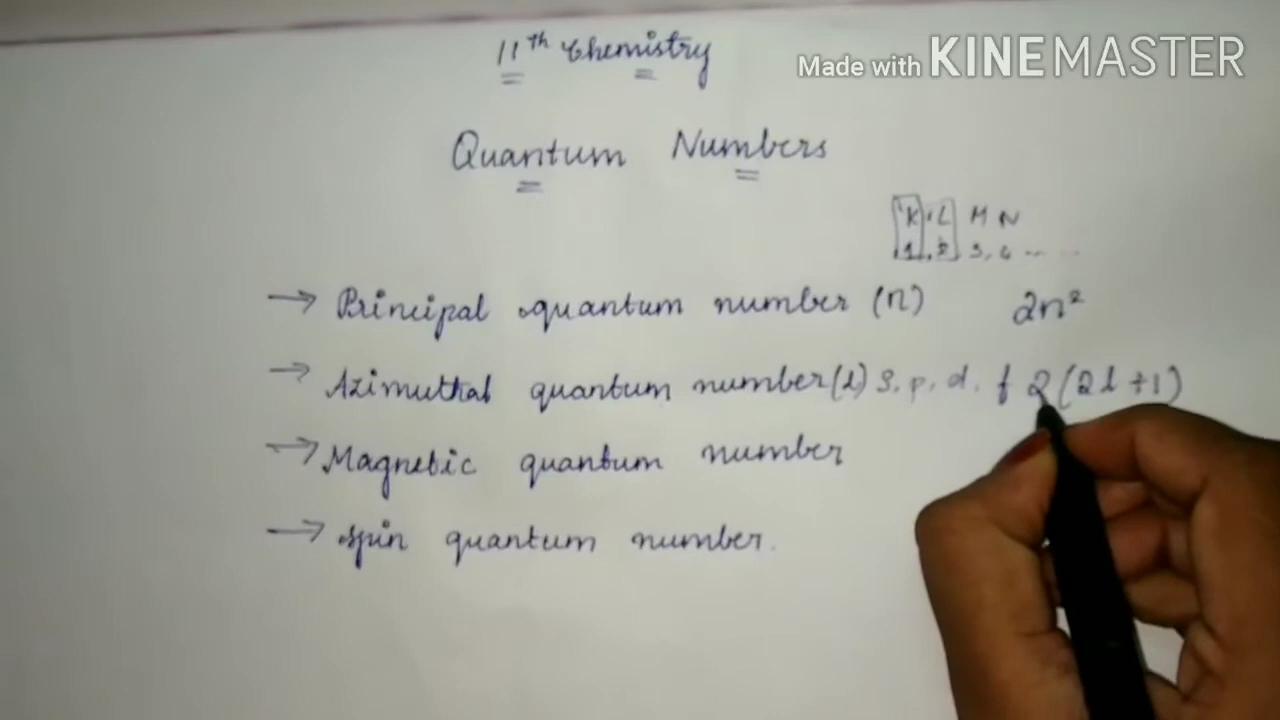 11th Chemistry
Made with KINEMASTER
Quantum Numbers
K, L M N
1, 2 3, 4 .....
→ Principal quantum number (n) 2n²
→ Azimuthal quantum number (l) s, p, d, f 2(2l+1)
→ Magnetic quantum number
→ spin quantum number.